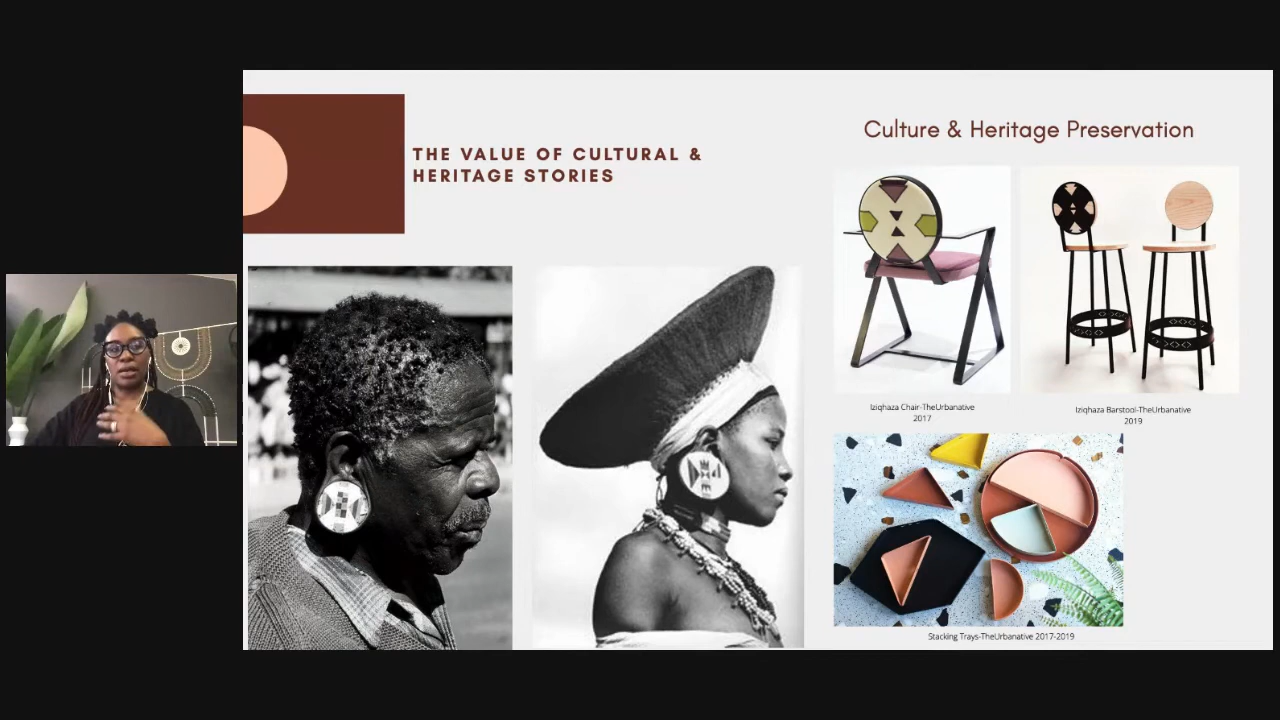 THE VALUE OF CULTURAL &
HERITAGE STORIES
Culture & Heritage Preservation
Iziqhaza Chair-TheUrbanative
2017
Iziqhaza Barstool-TheUrbanative
2019
Stacking Trays-TheUrbanative 2017-2019